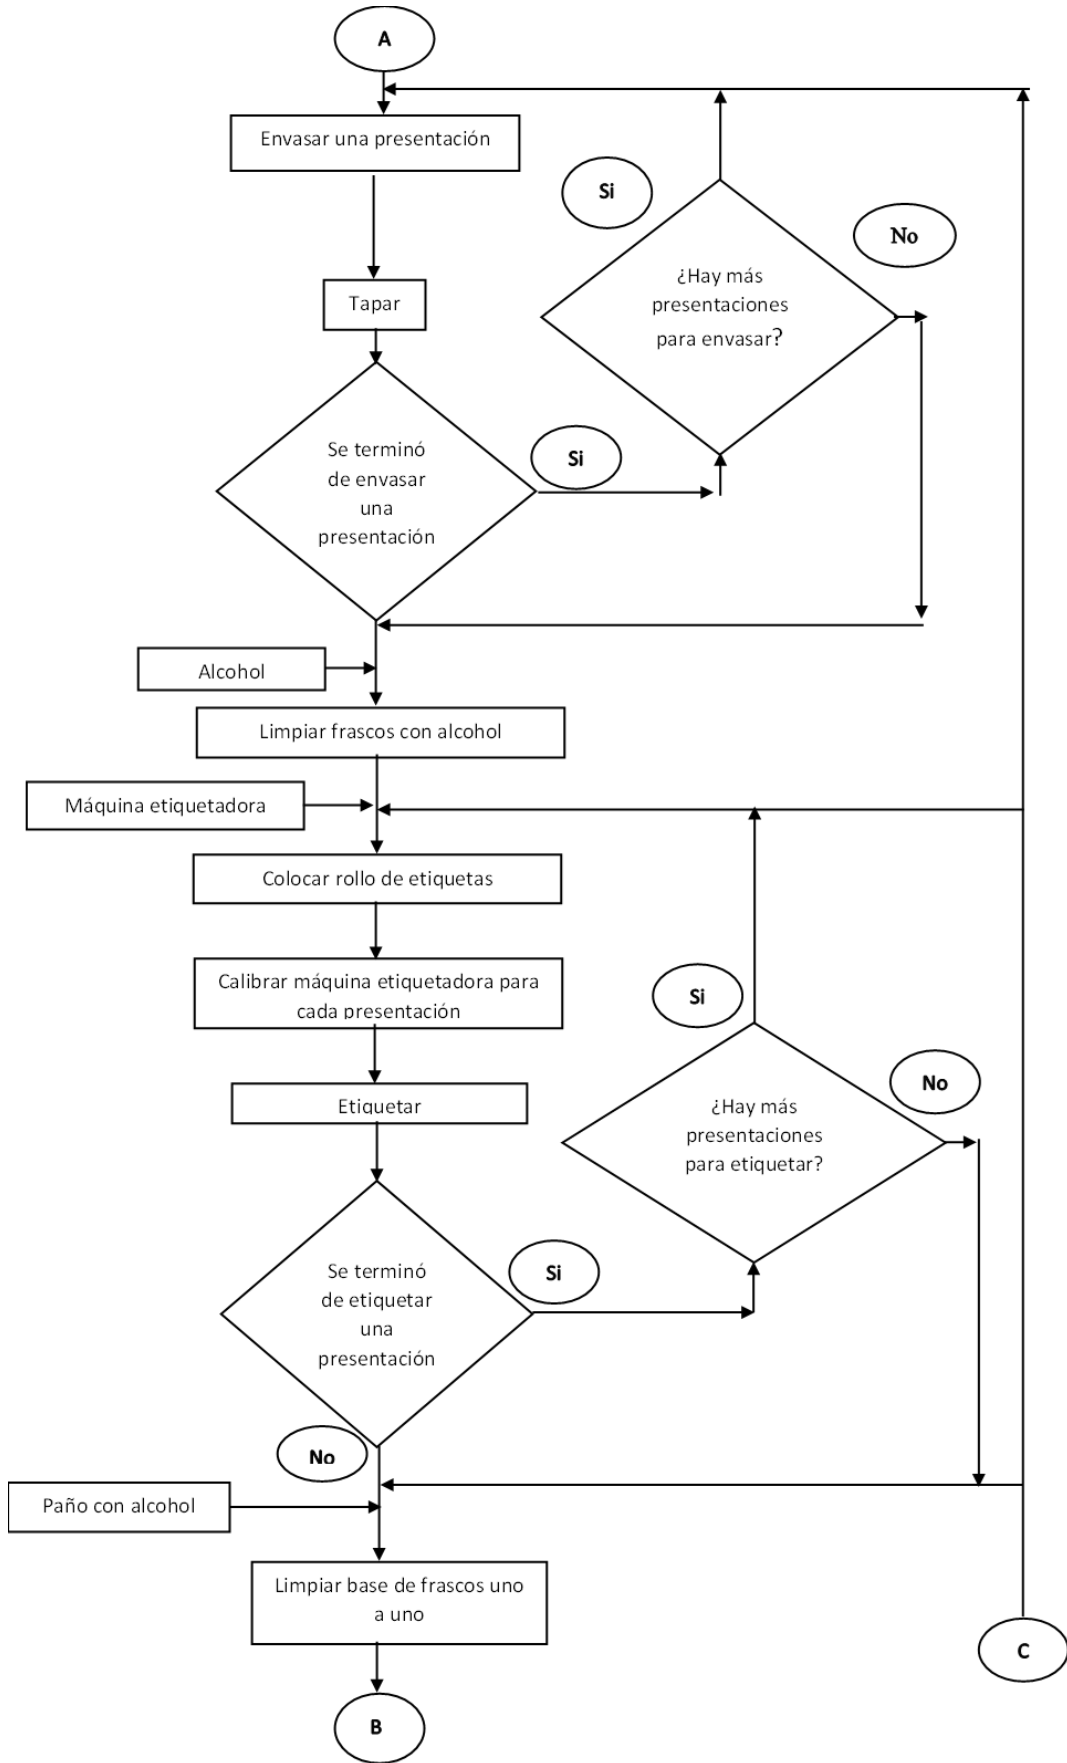 A
Envasar una presentación
Si
No
¿Hay más
presentaciones
para envasar?
Tapar
Se terminó
de envasar
una
presentación
Si
Alcohol
Limpiar frascos con alcohol
Máquina etiquetadora
Colocar rollo de etiquetas
Calibrar máquina etiquetadora para
cada presentación
Si
No
Etiquetar
¿Hay más
presentaciones
para etiquetar?
Se terminó
de etiquetar
una
presentación
Si
No
Paño con alcohol
Limpiar base de frascos uno
a uno
C
B